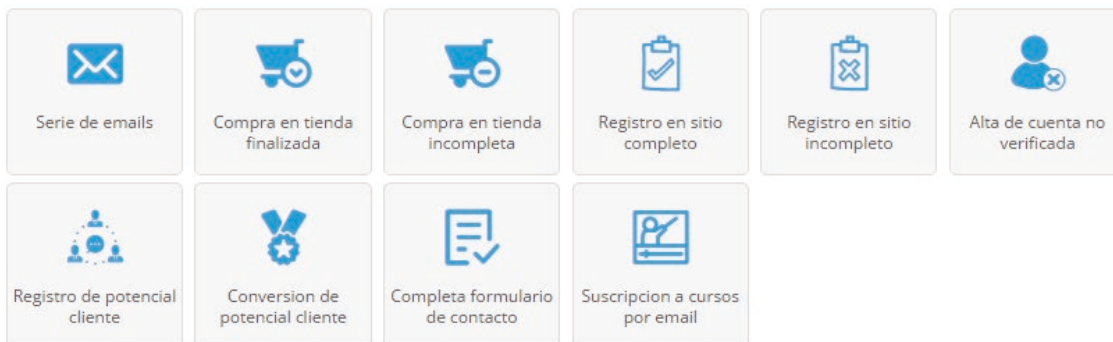 Serie de emails
Compra en tienda
finalizada
Compra en tienda
incompleta
Registro en sitio
completo
Registro en sitio
incompleto
Alta de cuenta no
verificada
Registro de potencial
cliente
Conversion de
potencial cliente
Completa formulario
de contacto
Suscripcion a cursos
por email